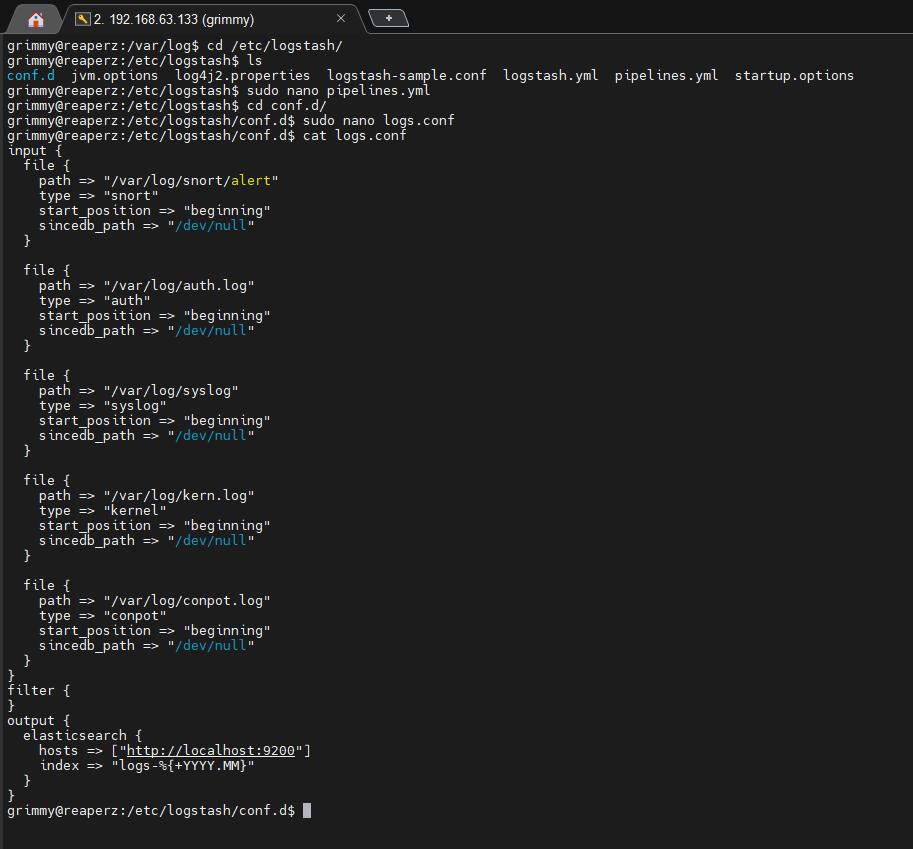 2. 192.168.63.133 (grimmy)
grimmy@reaperz:/var/log$ cd /etc/logstash/
grimmy@reaperz:/etc/logstash$ ls
conf.d  jvm.options  log4j2.properties  logstash-sample.conf  logstash.yml  pipelines.yml  startup.options
grimmy@reaperz:/etc/logstash$ sudo nano pipelines.yml
grimmy@reaperz:/etc/logstash$ cd conf.d/
grimmy@reaperz:/etc/logstash/conf.d$ sudo nano logs.conf
grimmy@reaperz:/etc/logstash/conf.d$ cat logs.conf
input {
  file {
    path => "/var/log/snort/alert"
    type => "snort"
    start_position => "beginning"
    sincedb_path => "/dev/null"
  }

  file {
    path => "/var/log/auth.log"
    type => "auth"
    start_position => "beginning"
    sincedb_path => "/dev/null"
  }

  file {
    path => "/var/log/syslog"
    type => "syslog"
    start_position => "beginning"
    sincedb_path => "/dev/null"
  }

  file {
    path => "/var/log/kern.log"
    type => "kernel"
    start_position => "beginning"
    sincedb_path => "/dev/null"
  }

  file {
    path => "/var/log/conpot.log"
    type => "conpot"
    start_position => "beginning"
    sincedb_path => "/dev/null"
  }
}
filter {
}
output {
  elasticsearch {
    hosts => ["http://localhost:9200"]
    index => "logs-%{+YYYY.MM}"
  }
}
grimmy@reaperz:/etc/logstash/conf.d$